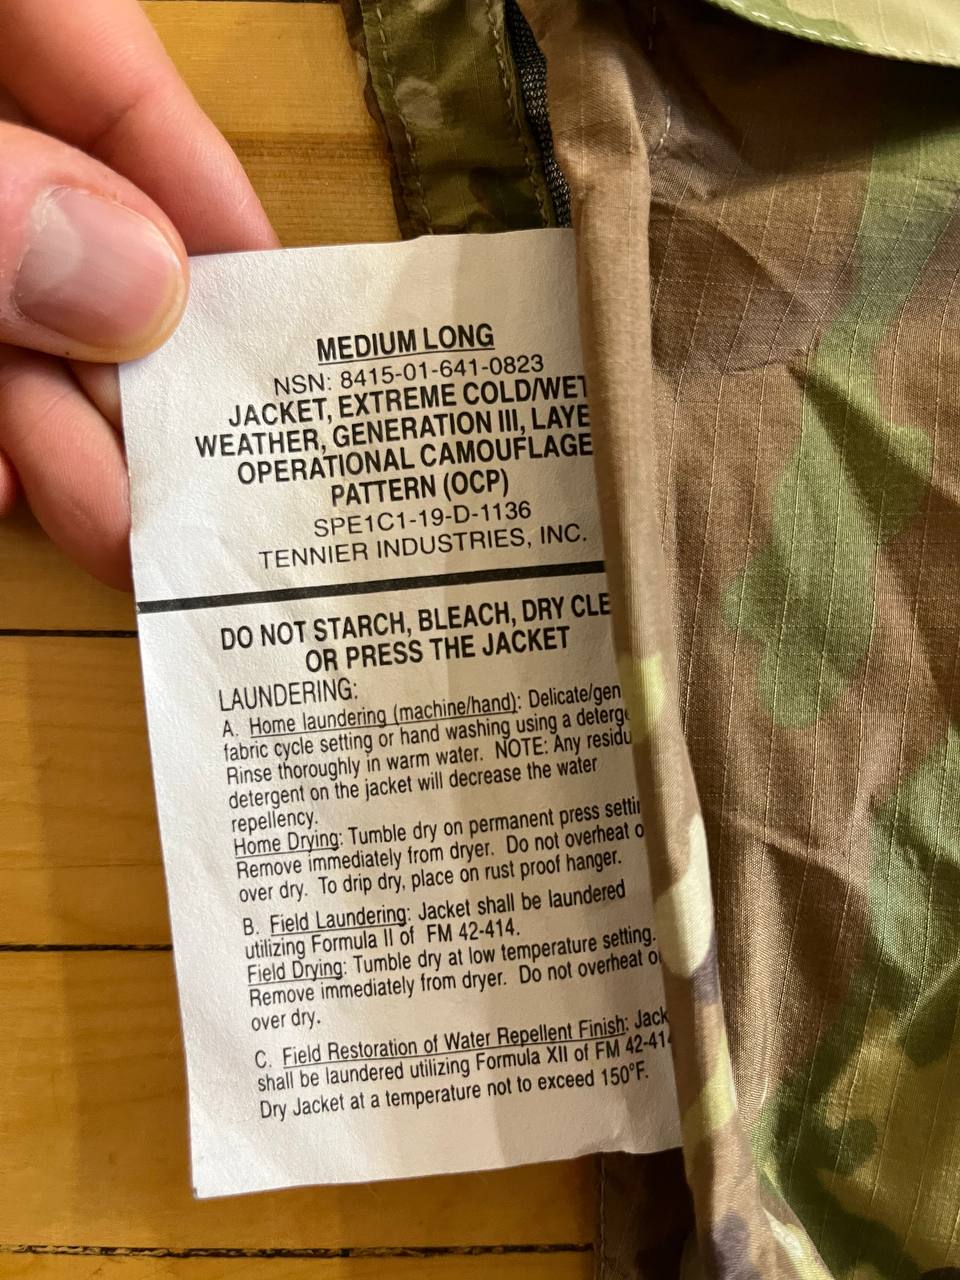 MEDIUM LONG
NSN: 8415-01-641-0823
JACKET, EXTREME COLD/WET
WEATHER, GENERATION III, LAYE
OPERATIONAL CAMOUFLAGE
PATTERN (OCP)
SPE1C1-19-D-1136
TENNIER INDUSTRIES, INC.
DO NOT STARCH, BLEACH, DRY CLE
OR PRESS THE JACKET
LAUNDERING:
A. Home laundering (machine/hand): Delicate/gen
fabric cycle setting or hand washing using a deterge
Rinse thoroughly in warm water. NOTE: Any residu
detergent on the jacket will decrease the water
repellency.
Home Drying: Tumble dry on permanent press settin
Remove immediately from dryer. Do not overheat o
over dry. To drip dry, place on rust proof hanger.
B. Field Laundering: Jacket shall be laundered
utilizing Formula II of FM 42-414.
Field Drying: Tumble dry at low temperature setting.
Remove immediately from dryer. Do not overheat o
over dry.
C. Field Restoration of Water Repellent Finish: Jack
shall be laundered utilizing Formula XII of FM 42-414
Dry Jacket at a temperature not to exceed 150°F.